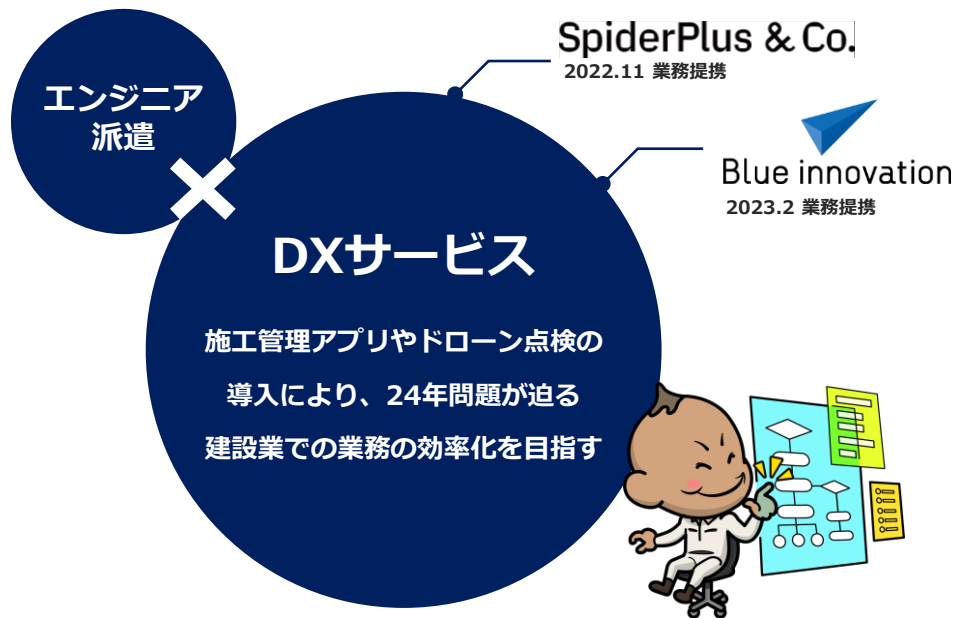 エンジニア
派遣
SpiderPlus & Co.
2022.11 業務提携
Blue innovation
2023.2 業務提携
DXサービス
施工管理アプリやドローン点検の
導入により、24年問題が迫る
建設業での業務の効率化を目指す